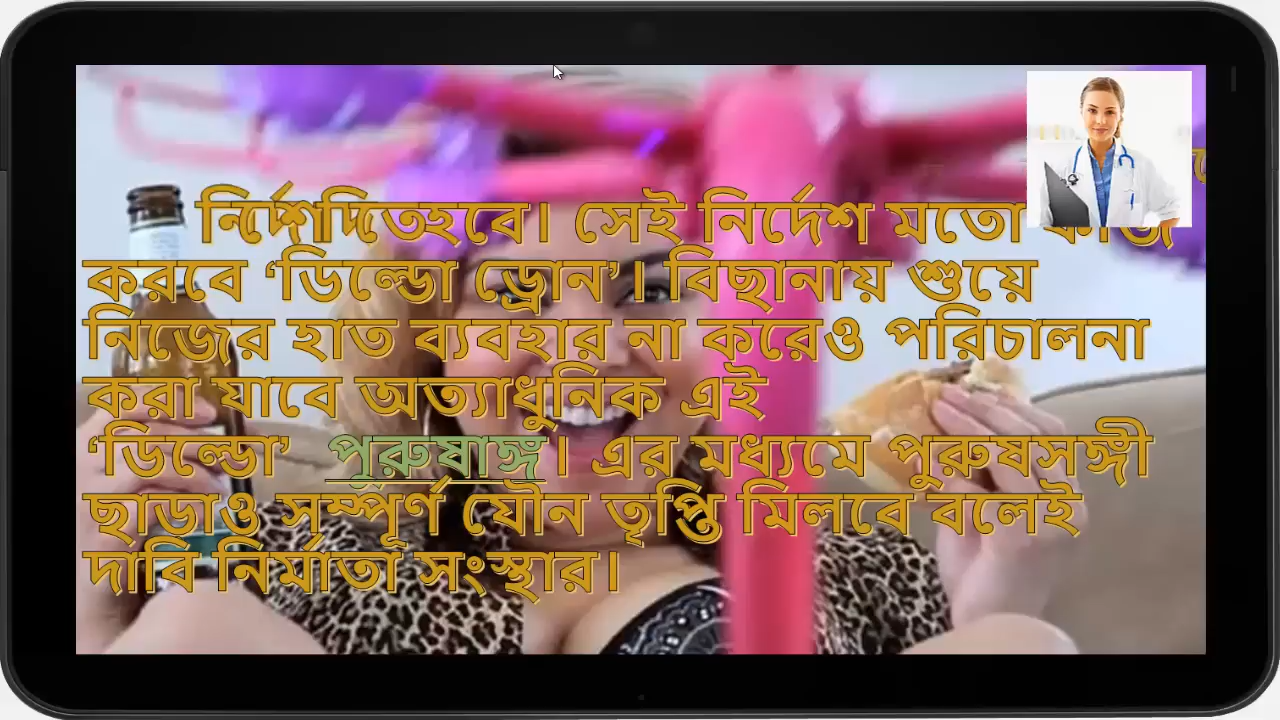 নির্দেশ দিতে হবে। সেই নির্দেশ মতো কাজ
করবে ‘ডিল্ডো ড্রোন’। বিছানায় শুয়ে
নিজের হাত ব্যবহার না করেও পরিচালনা
করা যাবে অত্যাধুনিক এই
‘ডিল্ডো’ পুরুষাঙ্গ। এর মধ্যমে পুরুষসঙ্গী
ছাড়াও সম্পূর্ণ যৌন তৃপ্তি মিলবে বলেই
দাবি নির্মাতা সংস্থার।